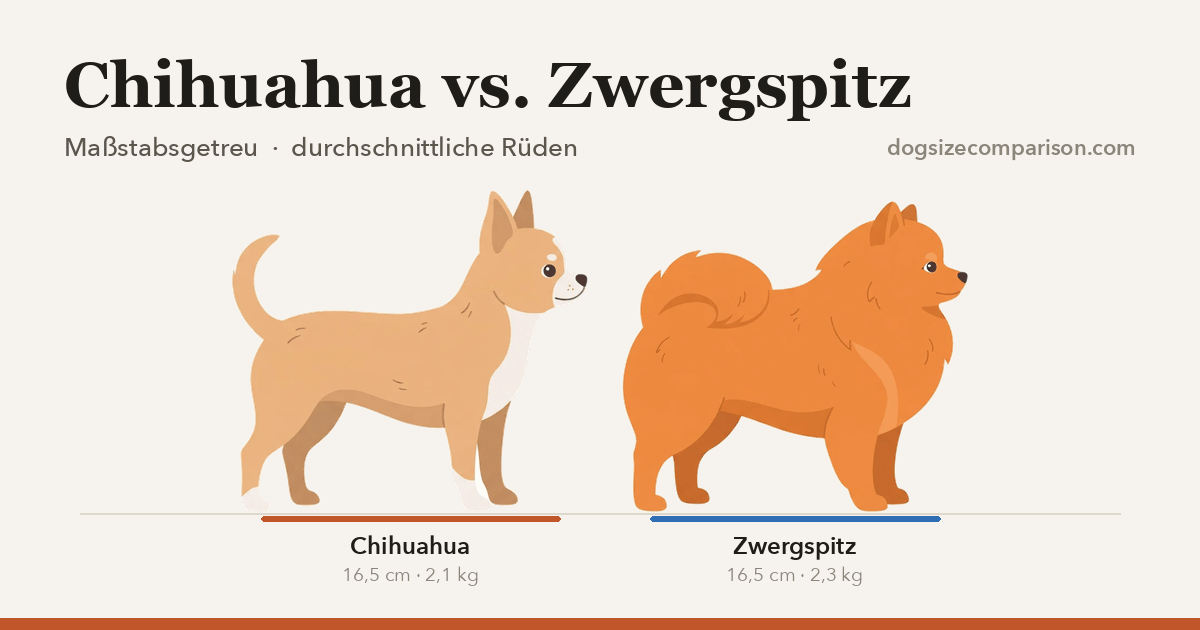 Chihuahua vs. Zwergspitz
Maßstabsgetreu · durchschnittliche Rüden
dogsizecomparison.com
Chihuahua
16,5 cm · 2,1 kg
Zwergspitz
16,5 cm · 2,3 kg